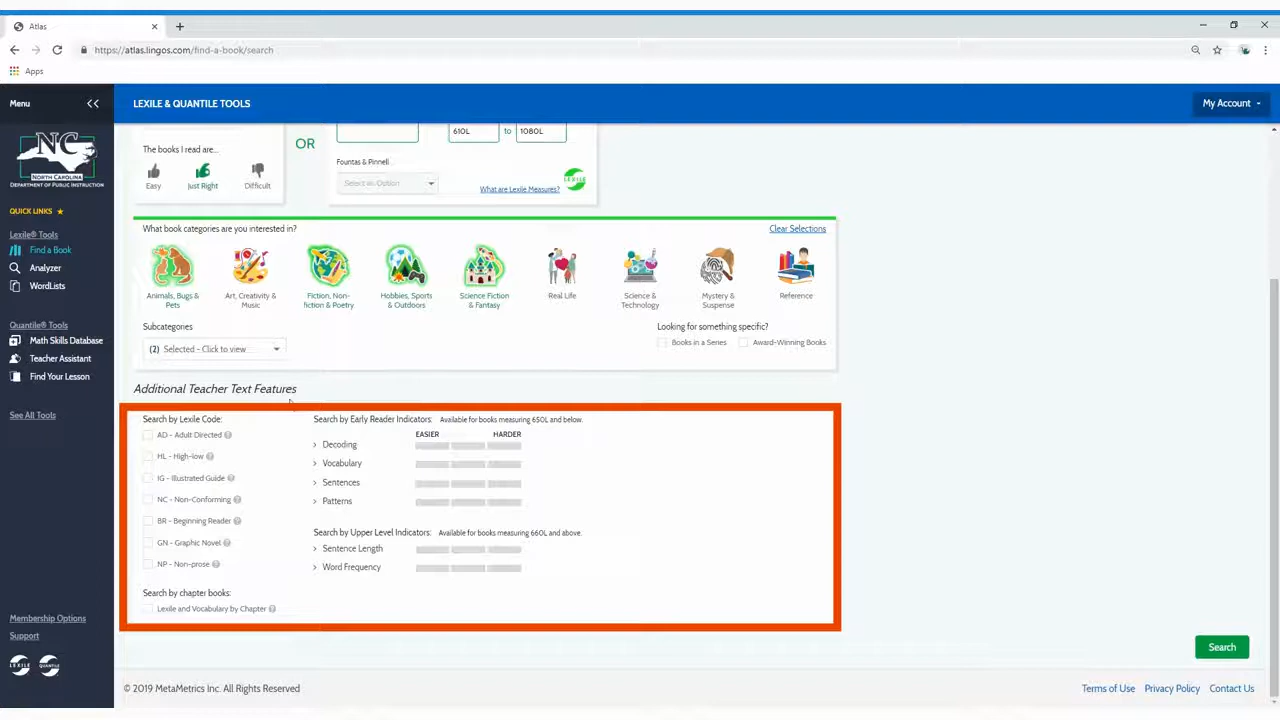 Atlas
https://atlas.lingos.com/find-a-book/search
Apps
Menu
LEXILE & QUANTILE TOOLS
My Account
NC
NORTH CAROLINA
DEPARTMENT OF PUBLIC INSTRUCTION
QUICK LINKS
Lexile® Tools
Find a Book
Analyzer
WordLists
Quantile® Tools
Math Skills Database
Teacher Assistant
Find Your Lesson
See All Tools
Membership Options
Support
LEXILE
QUANTILE
The books I read are...
Easy
Just Right
Difficult
OR
610L to 1080L
Fountas & Pinnell
Select an Option
What are Lexile Measures?
LEXILE
What book categories are you interested in?
Clear Selections
Animals, Bugs & Pets
Art, Creativity & Music
Fiction, Non-fiction & Poetry
Hobbies, Sports & Outdoors
Science Fiction & Fantasy
Real Life
Science & Technology
Mystery & Suspense
Reference
Subcategories
(2) Selected - Click to view...
Looking for something specific?
Books in a Series
Award-Winning Books
Additional Teacher Text Features
Search by Lexile Code:
AD - Adult Directed
HL - High-low
IG - Illustrated Guide
NC - Non-Conforming
BR - Beginning Reader
GN - Graphic Novel
NP - Non-prose
Search by chapter books:
Lexile and Vocabulary by Chapter
Search by Early Reader Indicators: Available for books measuring 650L and below.
EASIER HARDER
Decoding
Vocabulary
Sentences
Patterns
Search by Upper Level Indicators: Available for books measuring 660L and above.
Sentence Length
Word Frequency
Search
© 2019 MetaMetrics Inc. All Rights Reserved
Terms of Use
Privacy Policy
Contact Us